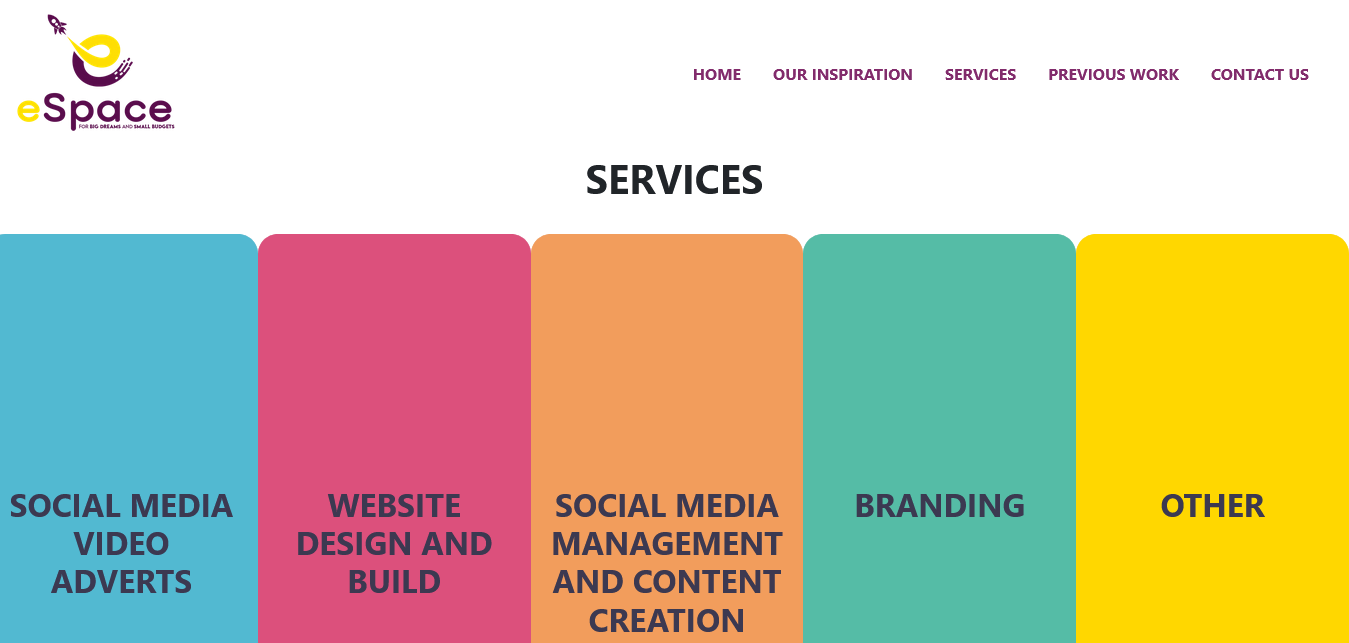 eSpace
FOR BIG DREAMS AND SMALL BUDGETS
HOME
OUR INSPIRATION
SERVICES
PREVIOUS WORK
CONTACT US
SERVICES
SOCIAL MEDIA
VIDEO
ADVERTS
WEBSITE
DESIGN AND
BUILD
SOCIAL MEDIA
MANAGEMENT
AND CONTENT
CREATION
BRANDING
OTHER